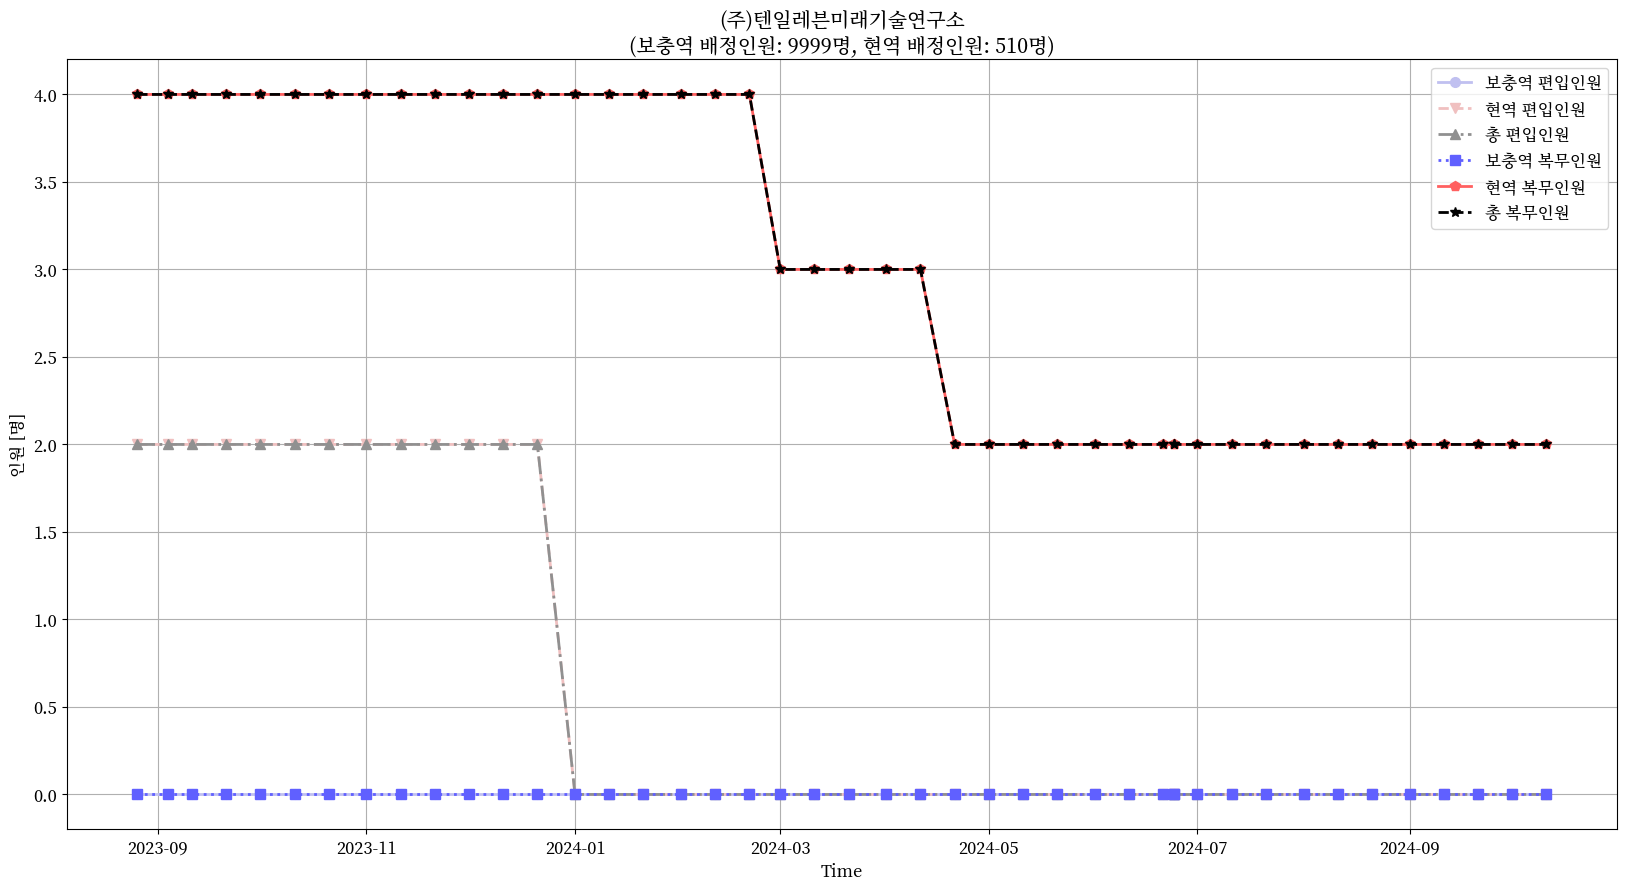 (주)텐일레븐미래기술연구소
(보충역 배정인원: 9999명, 현역 배정인원: 510명)
보충역 편입인원
현역 편입인원
총 편입인원
보충역 복무인원
현역 복무인원
총 복무인원
인원 [명]
4.0
3.5
3.0
2.5
2.0
1.5
1.0
0.5
0.0
2023-09 2023-11 2024-01 2024-03 2024-05 2024-07 2024-09
Time